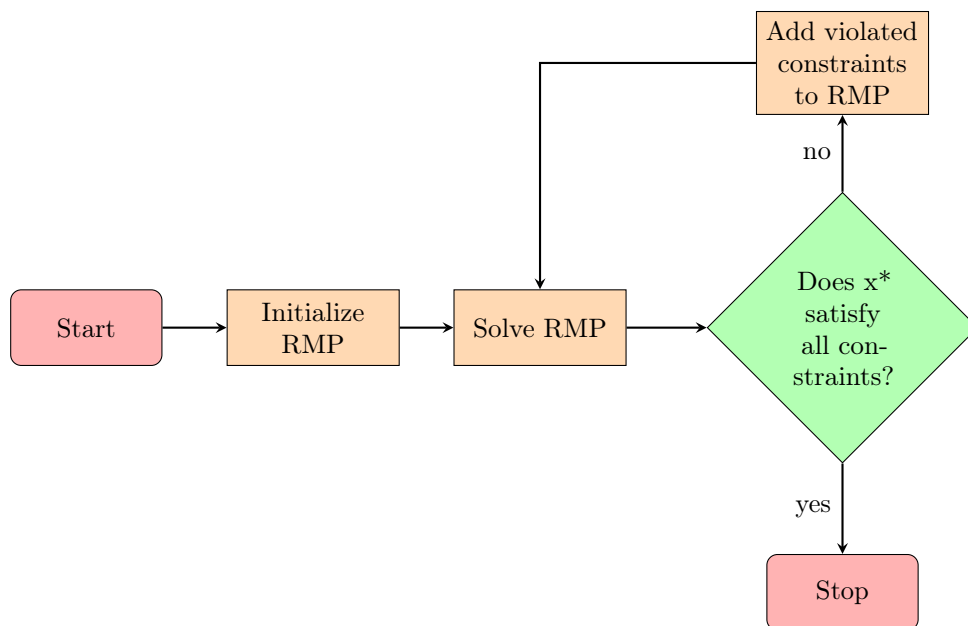 Add violated
constraints
to RMP
no
Start
Initialize
RMP
Solve RMP
Does x*
satisfy
all con-
straints?
yes
Stop